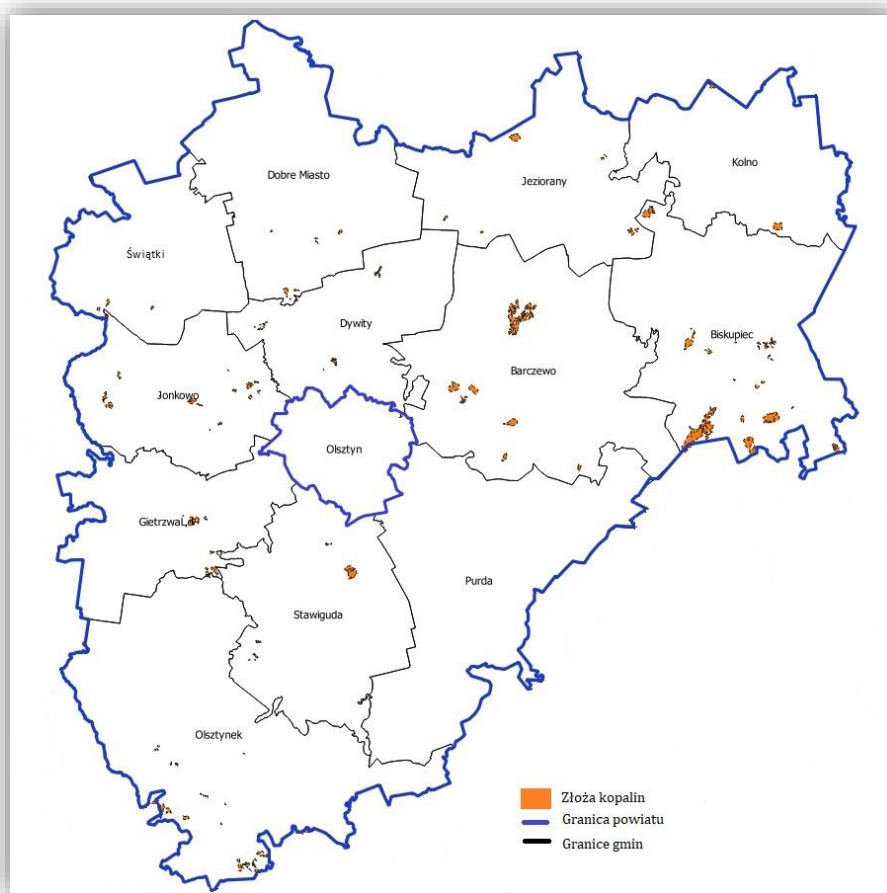 Kolno
Dobre Miasto
Jeziorany
Świątki
Dywity
Biskupiec
Barczewo
Jonkowo
Olsztyn
Gietrzwał,d
Purda
Stawiguda
Olsztynek
Złoża kopalin
Granica powiatu
Granice gmin